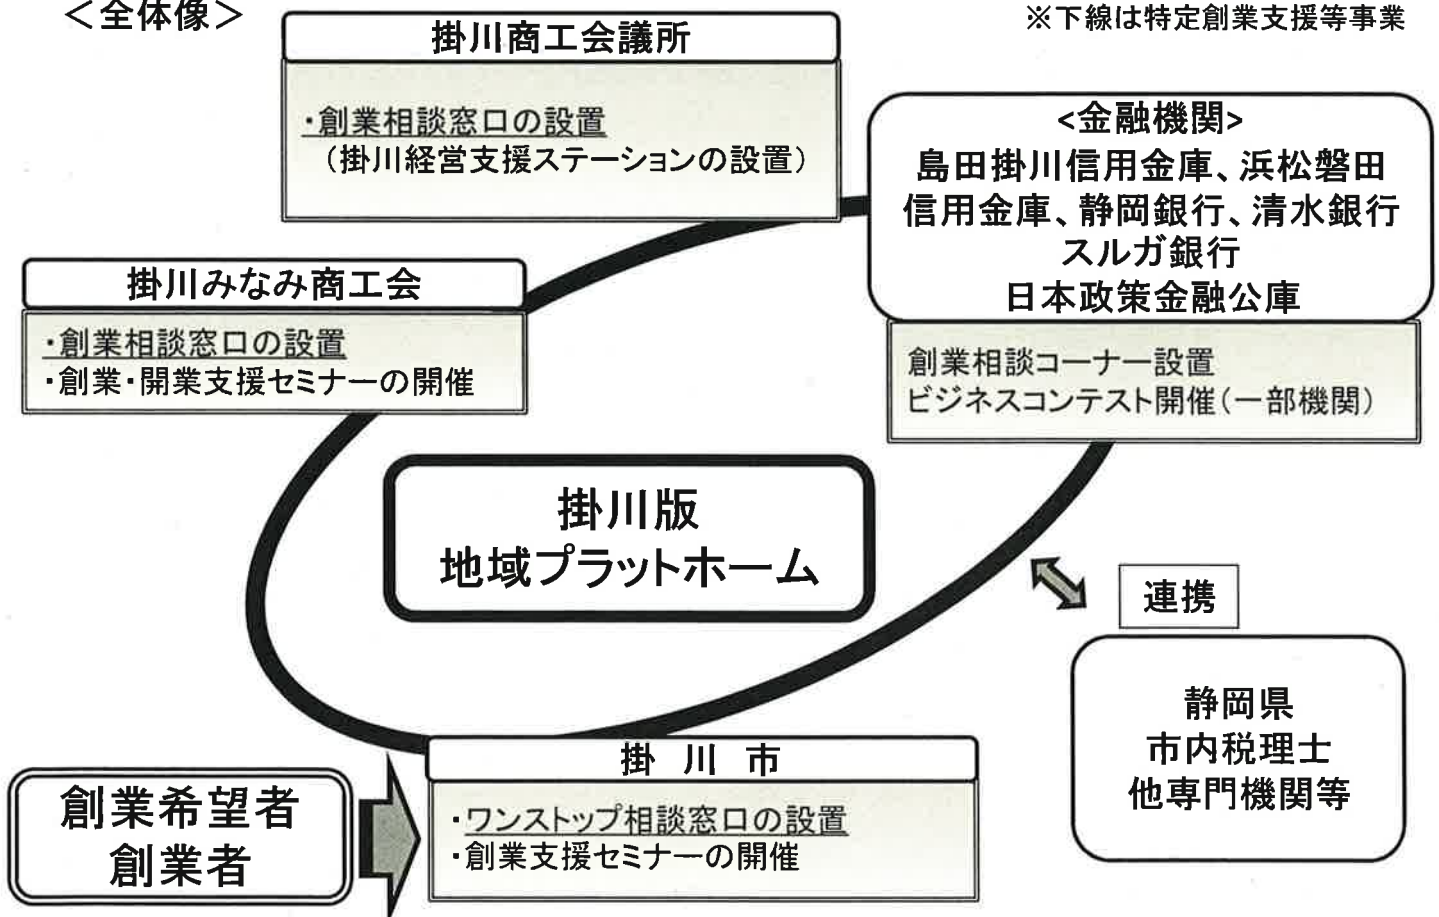 ＜全体像＞
※下線は特定創業支援等事業
掛川商工会議所
・創業相談窓口の設置
（掛川経営支援ステーションの設置）
<金融機関>
島田掛川信用金庫、浜松磐田
信用金庫、静岡銀行、清水銀行
スルガ銀行
日本政策金融公庫
創業相談コーナー設置
ビジネスコンテスト開催（一部機関）
掛川みなみ商工会
・創業相談窓口の設置
・創業・開業支援セミナーの開催
掛川版
地域プラットホーム
連携
静岡県
市内税理士
他専門機関等
掛川市
・ワンストップ相談窓口の設置
・創業支援セミナーの開催
創業希望者
創業者